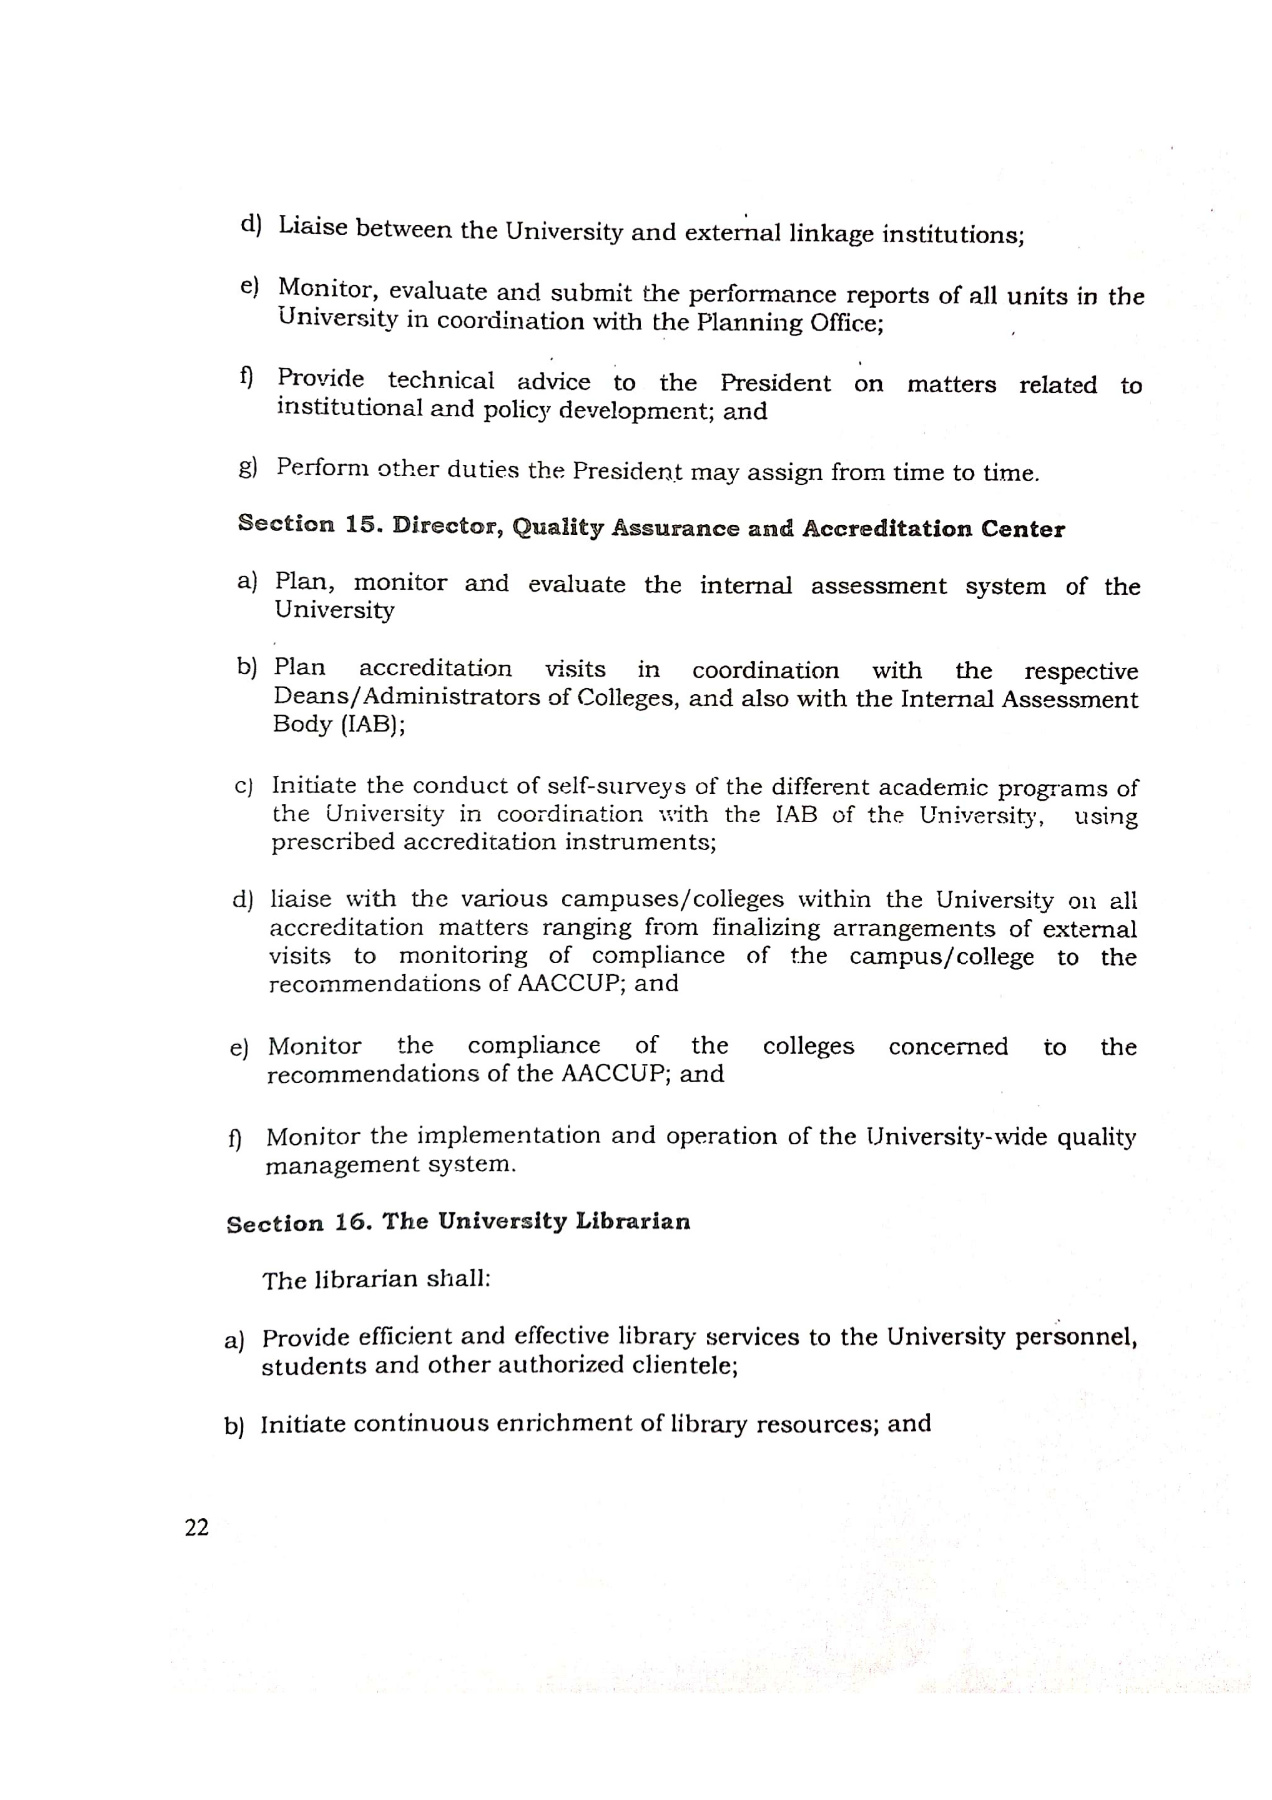 d) Liaise between the University and external linkage institutions;
e) Monitor, evaluate and submit the performance reports of all units in the
University in coordination with the Planning Office;
f) Provide technical advice to the President on matters related to
institutional and policy development; and
g) Perform other duties the President may assign from time to time.
Section 15. Director, Quality Assurance and Accreditation Center
a) Plan, monitor and evaluate the internal assessment system of the
University
b) Plan accreditation visits in coordination with the respective
Deans/Administrators of Colleges, and also with the Internal Assessment
Body (IAB);
c) Initiate the conduct of self-surveys of the different academic programs of
the University in coordination with the IAB of the University, using
prescribed accreditation instruments;
d) liaise with the various campuses/colleges within the University on all
accreditation matters ranging from finalizing arrangements of external
visits to monitoring of compliance of the campus/college to the
recommendations of AACCUP; and
e) Monitor the compliance of the colleges concerned to the
recommendations of the AACCUP; and
f) Monitor the implementation and operation of the University-wide quality
management system.
Section 16. The University Librarian
The librarian shall:
a) Provide efficient and effective library services to the University personnel,
students and other authorized clientele;
b) Initiate continuous enrichment of library resources; and
22